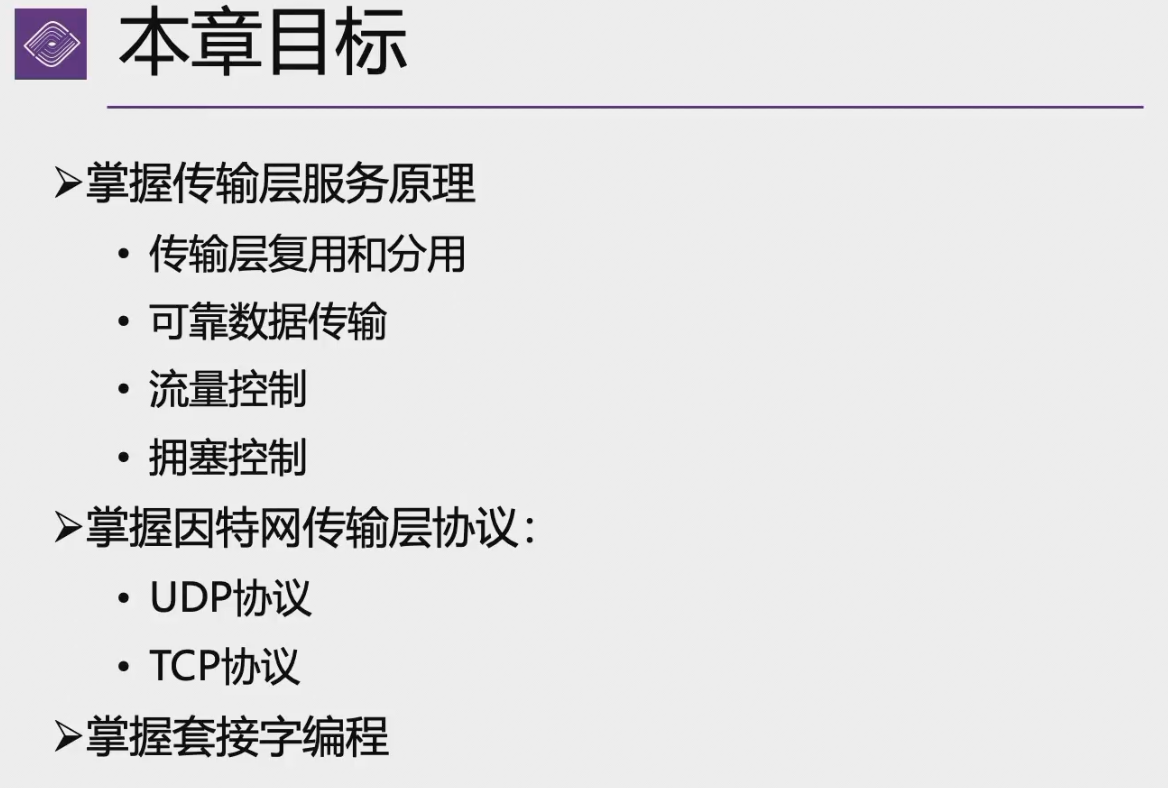 本章目标
➢掌握传输层服务原理
• 传输层复用和分用
• 可靠数据传输
• 流量控制
• 拥塞控制
➢掌握因特网传输层协议：
• UDP协议
• TCP协议
➢掌握套接字编程